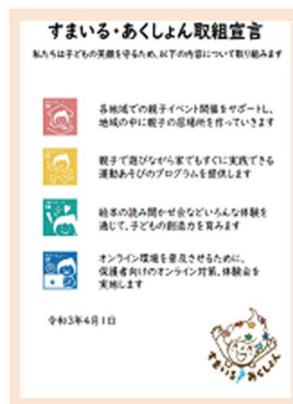 すまいる・あくしょん取組宣言
私たちは子どもの笑顔を守るため、以下の内容について取り組みます
各地域での親子イベント開催をサポートし、
地域の中に親子の居場所を作っていきます
親子で遊びながら家でもすぐに実践できる
運動あそびのプログラムを提供します
絵本の読み聞かせ会などいろんな体験を
通じて、子どもの創造力を育みます
オンライン環境を普及させるために、
保護者向けのオンライン対策、体験会を
実施します
令和3年4月1日
すまいる あくしょん